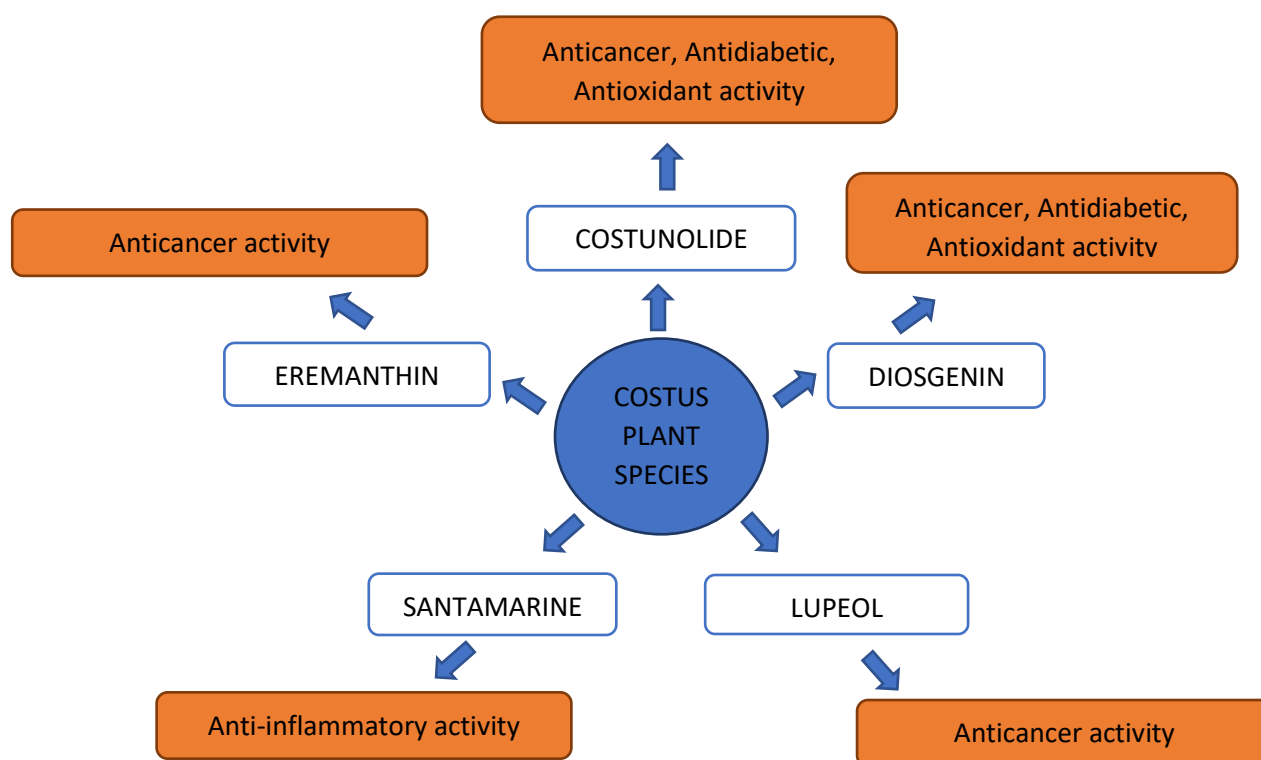 Anticancer, Antidiabetic,
Antioxidant activity
Anticancer, Antidiabetic,
Antioxidant activity
Anticancer activity
COSTUNOLIDE
EREMANTHIN
DIOSGENIN
COSTUS
PLANT
SPECIES
SANTAMARINE
LUPEOL
Anti-inflammatory activity
Anticancer activity